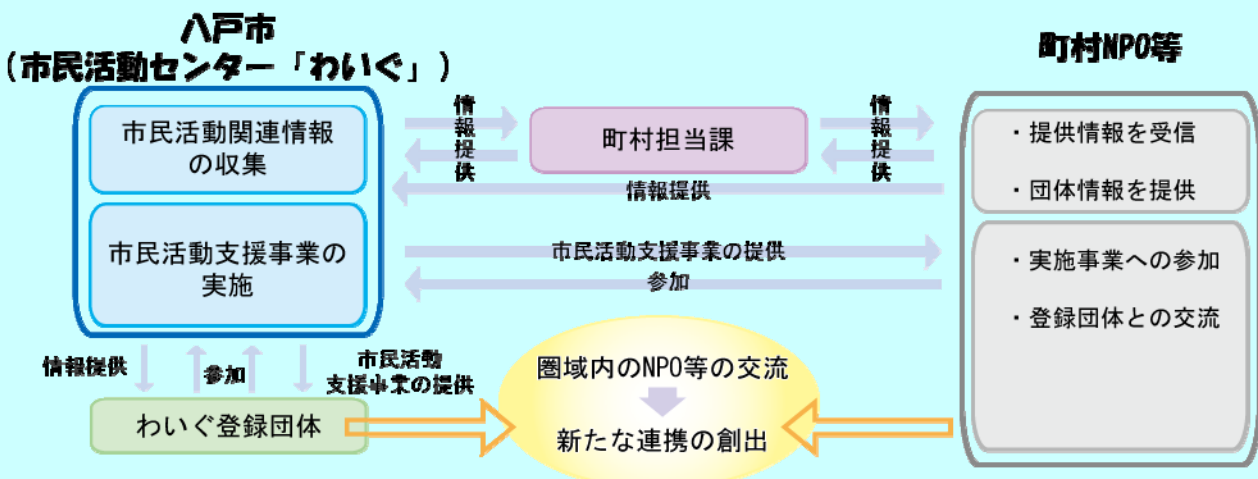 八戸市
(市民活動センター「わいぐ」)
町村NPO等
市民活動関連情報
の収集
市民活動支援事業の
実施
情報提供
町村担当課
情報提供
情報提供
市民活動支援事業の提供
参加
・提供情報を受信
・団体情報を提供
・実施事業への参加
・登録団体との交流
情報提供
参加
市民活動
支援事業の提供
わいぐ登録団体
圏域内のNPO等の交流
新たな連携の創出